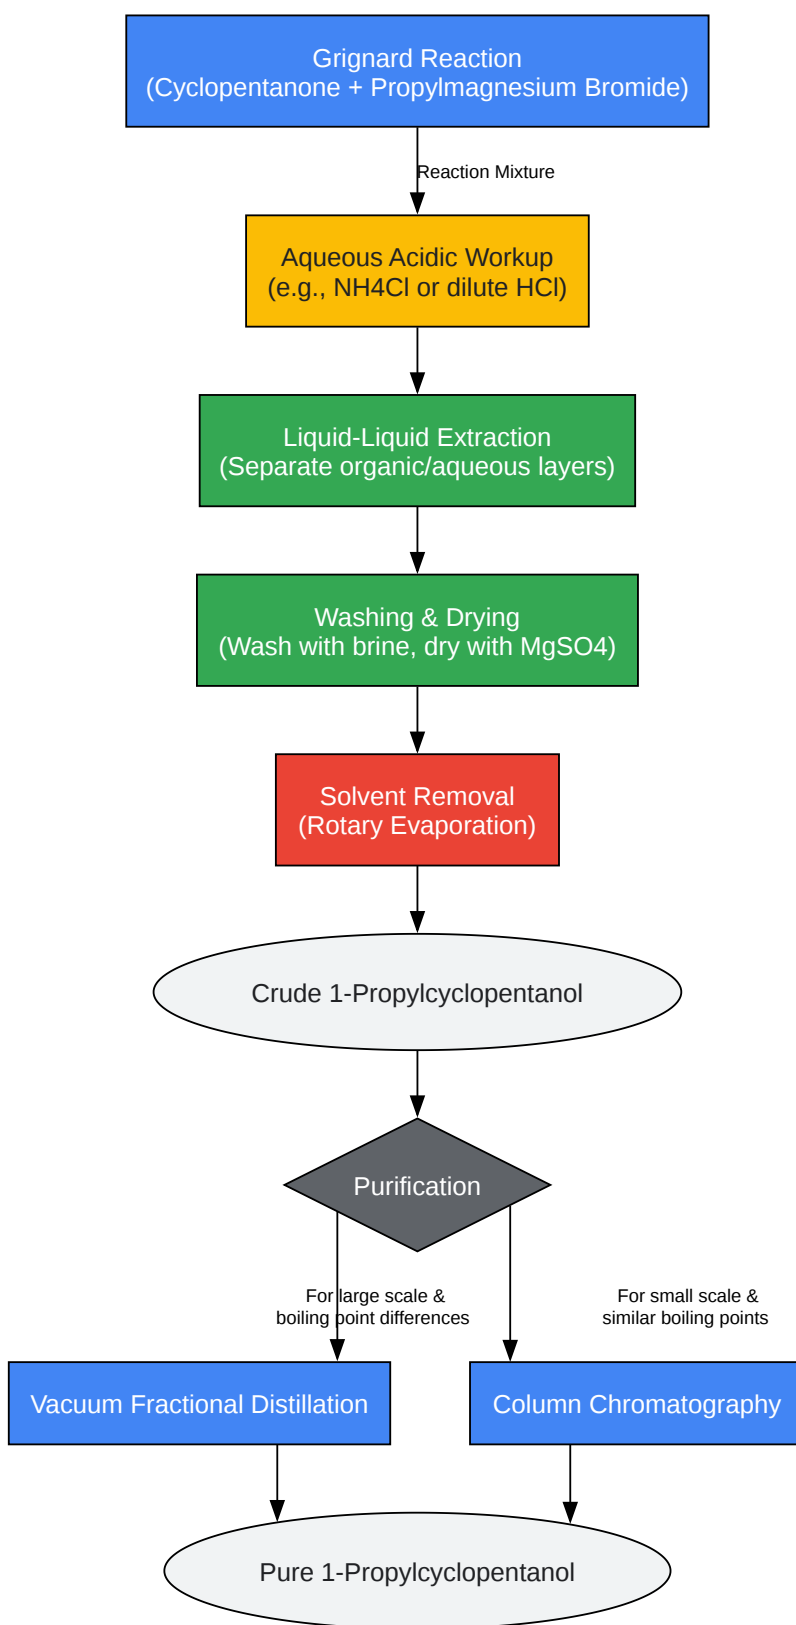 Grignard Reaction
(Cyclopentanone + Propylmagnesium Bromide)
Reaction Mixture
Aqueous Acidic Workup
(e.g., NH4Cl or dilute HCl)
Liquid-Liquid Extraction
(Separate organic/aqueous layers)
Washing & Drying
(Wash with brine, dry with MgSO4)
Solvent Removal
(Rotary Evaporation)
Crude 1-Propylcyclopentanol
Purification
For large scale &
boiling point differences
For small scale &
similar boiling points
Vacuum Fractional Distillation
Column Chromatography
Pure 1-Propylcyclopentanol